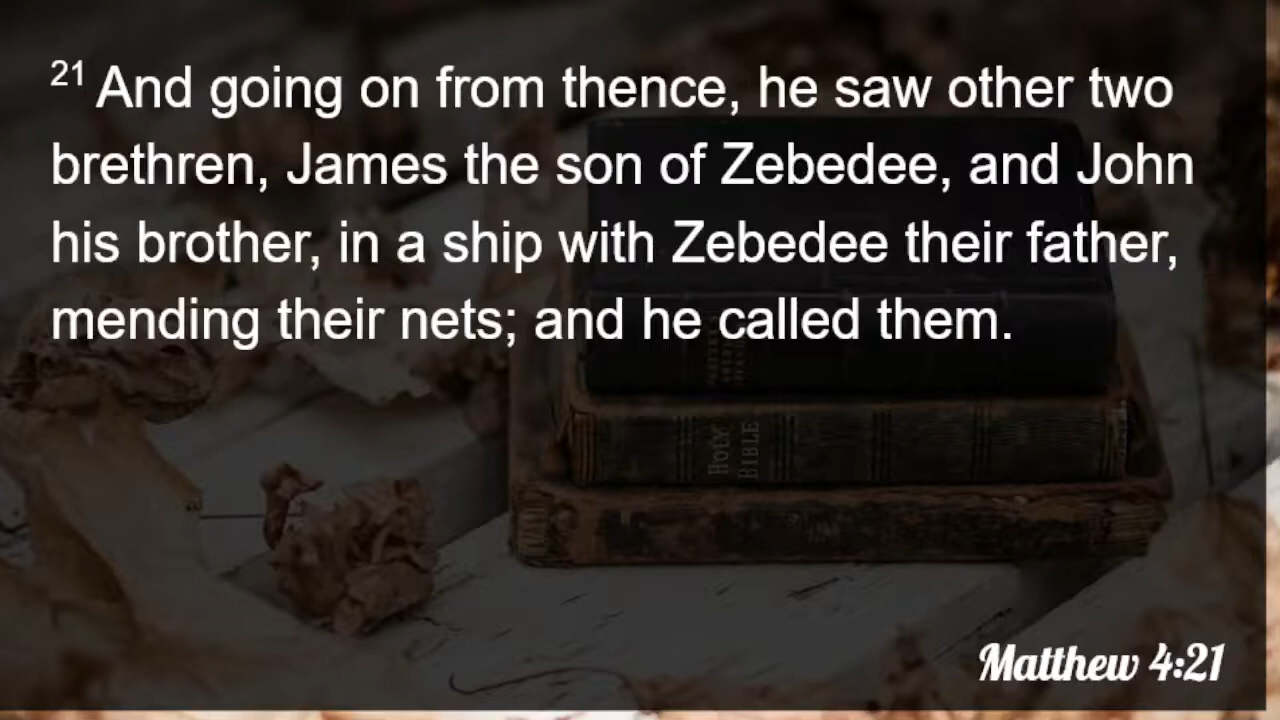 21 And going on from thence, he saw other two
brethren, James the son of Zebedee, and John
his brother, in a ship with Zebedee their father,
mending their nets; and he called them.
HOLY
BIBLE
Matthew 4:21